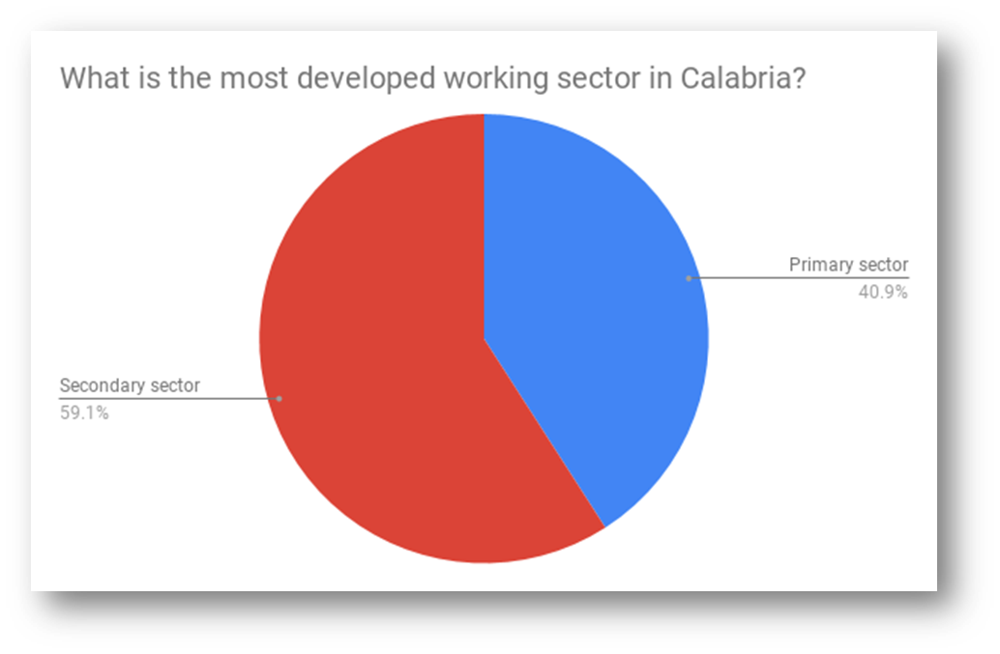 What is the most developed working sector in Calabria?
Primary sector
40.9%
Secondary sector
59.1%